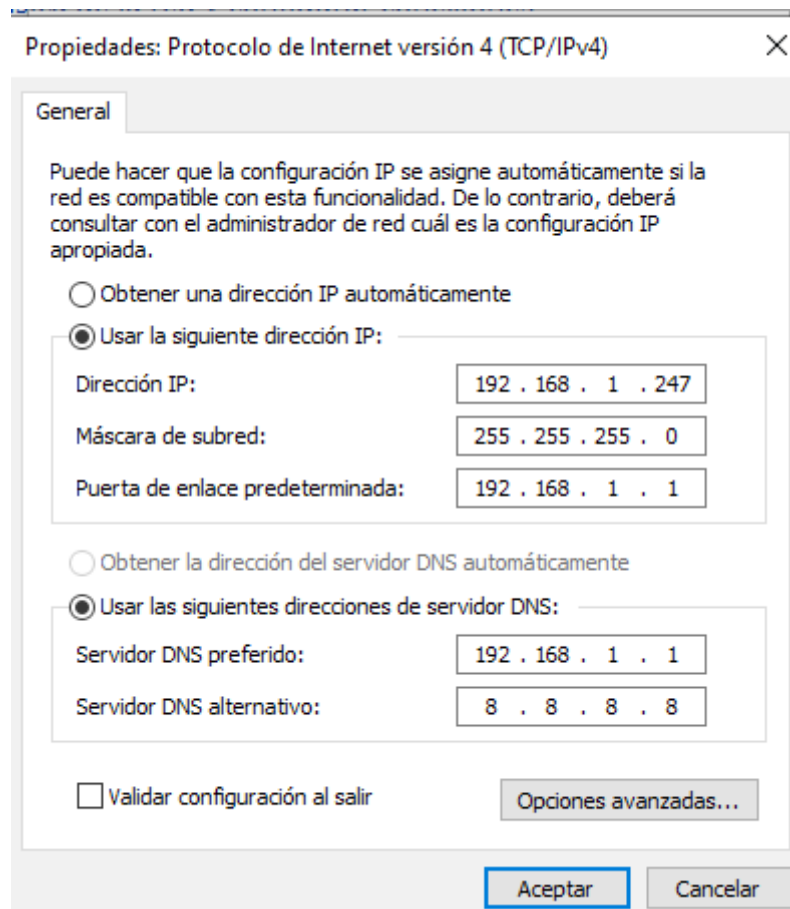 Propiedades: Protocolo de Internet versión 4 (TCP/IPv4)
General
Puede hacer que la configuración IP se asigne automáticamente si la
red es compatible con esta funcionalidad. De lo contrario, deberá
consultar con el administrador de red cuál es la configuración IP
apropiada.
Obtener una dirección IP automáticamente
Usar la siguiente dirección IP:
Dirección IP: 192 . 168 . 1 . 247
Máscara de subred: 255 . 255 . 255 . 0
Puerta de enlace predeterminada: 192 . 168 . 1 . 1
Obtener la dirección del servidor DNS automáticamente
Usar las siguientes direcciones de servidor DNS:
Servidor DNS preferido: 192 . 168 . 1 . 1
Servidor DNS alternativo: 8 . 8 . 8 . 8
Validar configuración al salir Opciones avanzadas...
Aceptar Cancelar